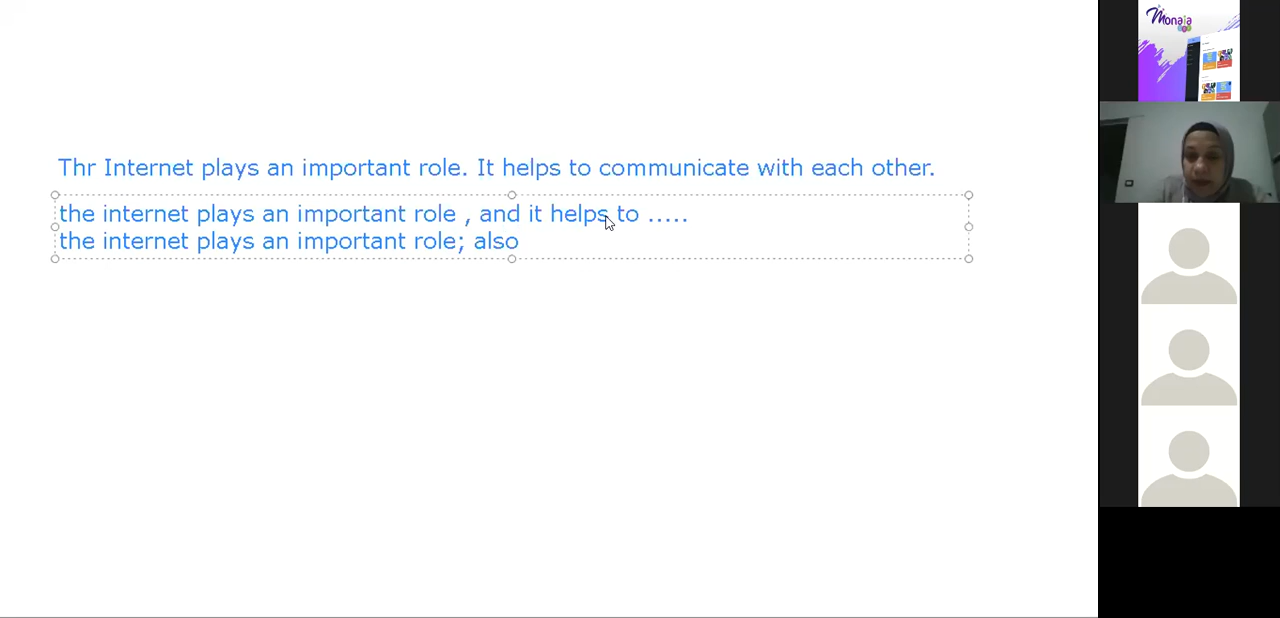 Thr Internet plays an important role. It helps to communicate with each other.
the internet plays an important role , and it helps to .....
the internet plays an important role; also
Monaia